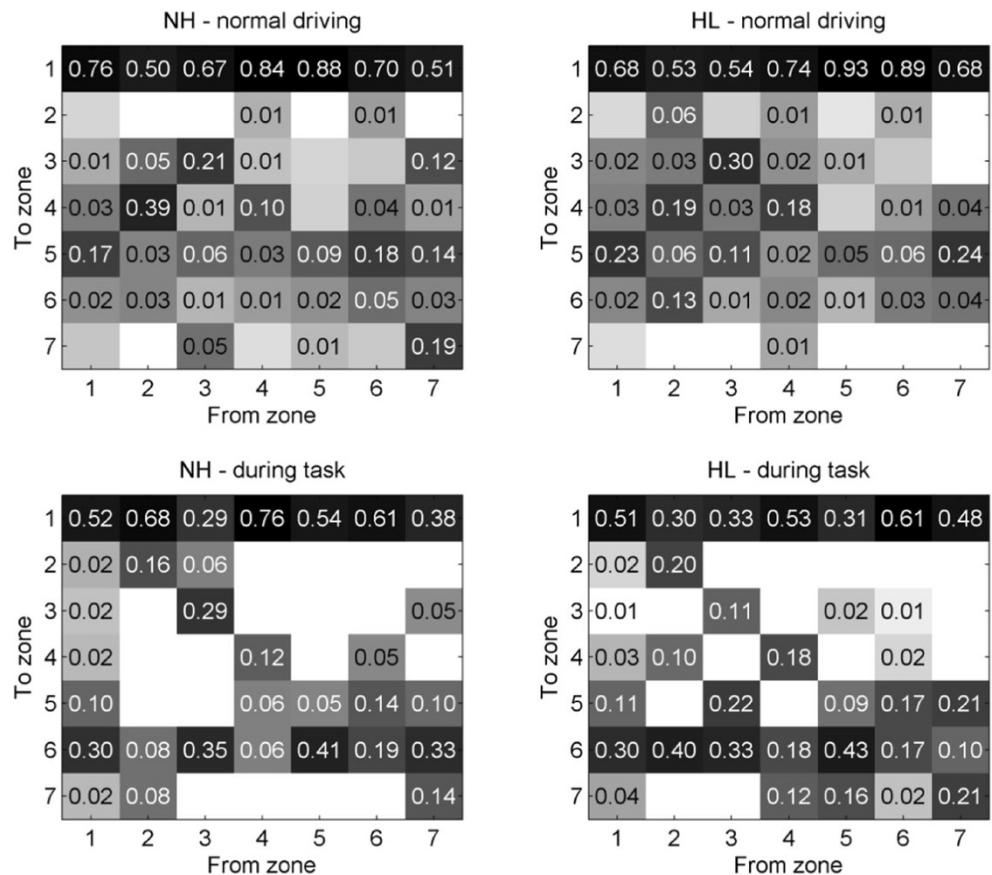 NH - normal driving
1 0.76 0.50 0.67 0.84 0.88 0.70 0.51
2 0.01 0.01
3 0.01 0.05 0.21 0.01 0.12
4 0.03 0.39 0.01 0.10 0.04 0.01
5 0.17 0.03 0.06 0.03 0.09 0.18 0.14
6 0.02 0.03 0.01 0.01 0.02 0.05 0.03
7 0.05 0.01 0.19
To zone
1 2 3 4 5 6 7
From zone
HL - normal driving
1 0.68 0.53 0.54 0.74 0.93 0.89 0.68
2 0.06 0.01 0.01
3 0.02 0.03 0.30 0.02 0.01
4 0.03 0.19 0.03 0.18 0.01 0.04
5 0.23 0.06 0.11 0.02 0.05 0.06 0.24
6 0.02 0.13 0.01 0.02 0.01 0.03 0.04
7 0.01
To zone
1 2 3 4 5 6 7
From zone
NH - during task
1 0.52 0.68 0.29 0.76 0.54 0.61 0.38
2 0.02 0.16 0.06
3 0.02 0.29 0.05
4 0.02 0.12 0.05
5 0.10 0.06 0.05 0.14 0.10
6 0.30 0.08 0.35 0.06 0.41 0.19 0.33
7 0.02 0.08 0.14
To zone
1 2 3 4 5 6 7
From zone
HL - during task
1 0.51 0.30 0.33 0.53 0.31 0.61 0.48
2 0.02 0.20
3 0.01 0.11 0.02 0.01
4 0.03 0.10 0.18 0.02
5 0.11 0.22 0.09 0.17 0.21
6 0.30 0.40 0.33 0.18 0.43 0.17 0.10
7 0.04 0.12 0.16 0.02 0.21
To zone
1 2 3 4 5 6 7
From zone